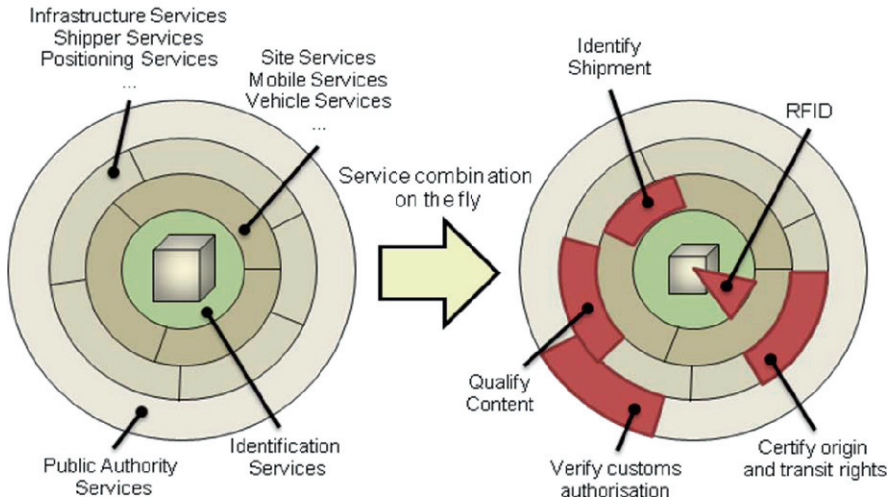 Infrastructure Services
Shipper Services
Positioning Services
...
Site Services
Mobile Services
Vehicle Services
...
Public Authority
Services
Identification
Services
Service combination
on the fly
Identify
Shipment
RFID
Qualify
Content
Verify customs
authorisation
Certify origin
and transit rights